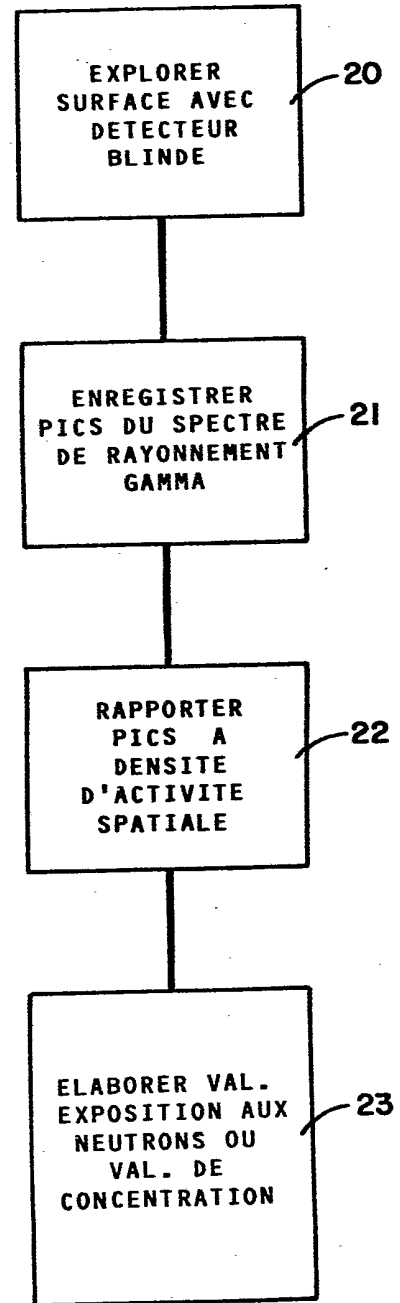 EXPLORER
SURFACE AVEC
DETECTEUR
BLINDE
20
ENREGISTRER
PICS DU SPECTRE
DE RAYONNEMENT
GAMMA
21
RAPPORTER
PICS A
DENSITE
D'ACTIVITE
SPATIALE
22
ELABORER VAL.
EXPOSITION AUX
NEUTRONS OU
VAL. DE
CONCENTRATION
23